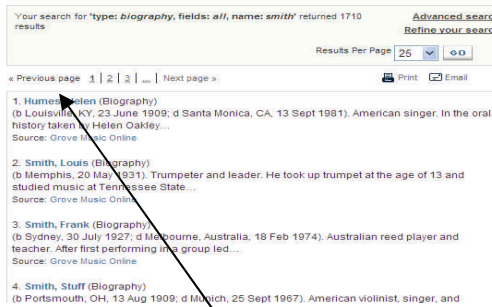 Your search for 'type: biography, fields: all, name: smith' returned 1710
results
Advanced searc
Refine your searc
Results Per Page 25 GO
« Previous page 1 | 2 | 3 | ... | Next page » Print Email
1. Humes, Helen (Biography)
(b Louisville, KY, 23 June 1909; d Santa Monica, CA, 13 Sept 1981). American singer. In the oral
history taken by Helen Oakley...
Source: Grove Music Online
2. Smith, Louis (Biography)
(b Memphis, 20 May 1931). Trumpeter and leader. He took up trumpet at the age of 13 and
studied music at Tennessee State...
Source: Grove Music Online
3. Smith, Frank (Biography)
(b Sydney, 30 July 1927; d Melbourne, Australia, 18 Feb 1974). Australian reed player and
teacher. After first performing in a group led...
Source: Grove Music Online
4. Smith, Stuff (Biography)
(b Portsmouth, OH, 13 Aug 1909; d Munich, 25 Sept 1967). American violinist, singer, and